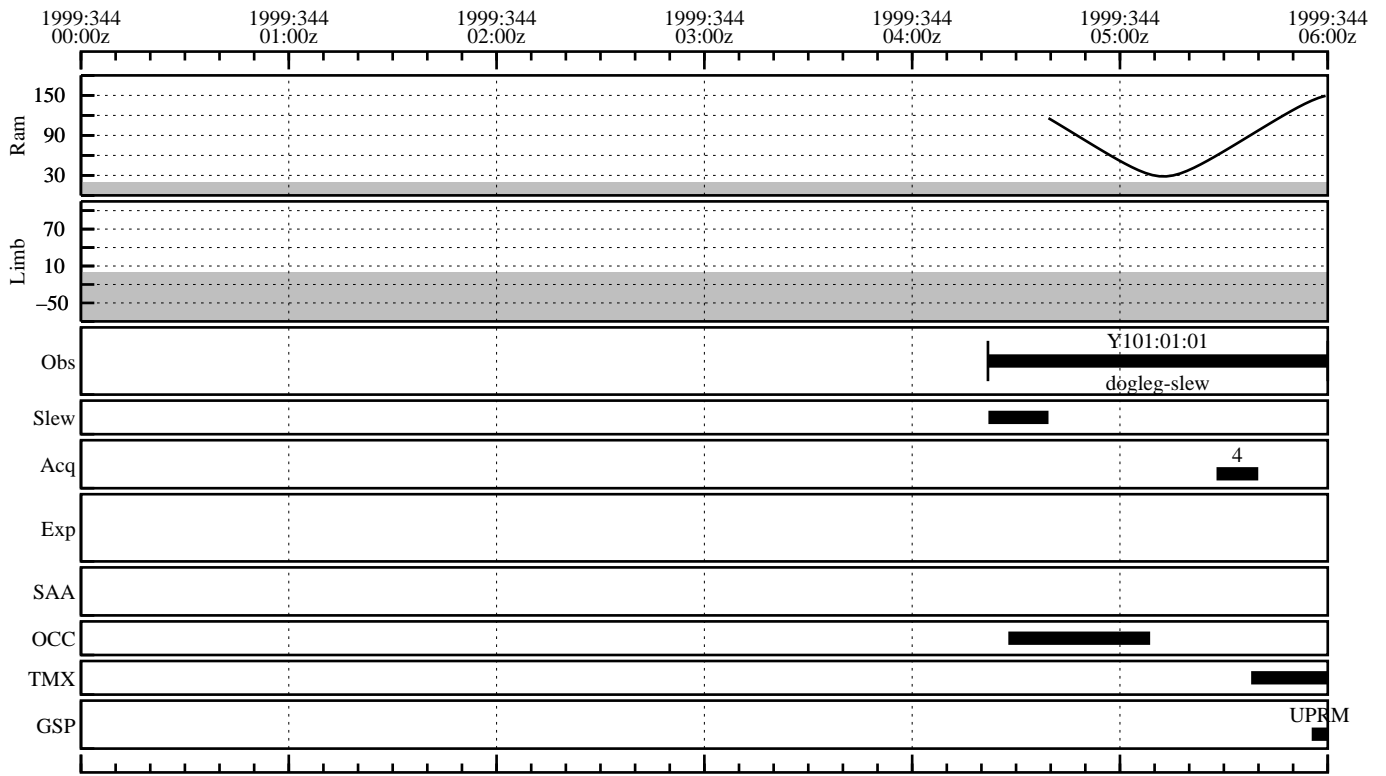 1999:344 1999:344 1999:344 1999:344 1999:344 1999:344 1999:344
00:00z 01:00z 02:00z 03:00z 04:00z 05:00z 06:00z
Ram
150
90
30
Limb
70
10
−50
Obs
Y101:01:01
dogleg-slew
Slew
Acq
4
Exp
SAA
OCC
TMX
GSP
UPRM